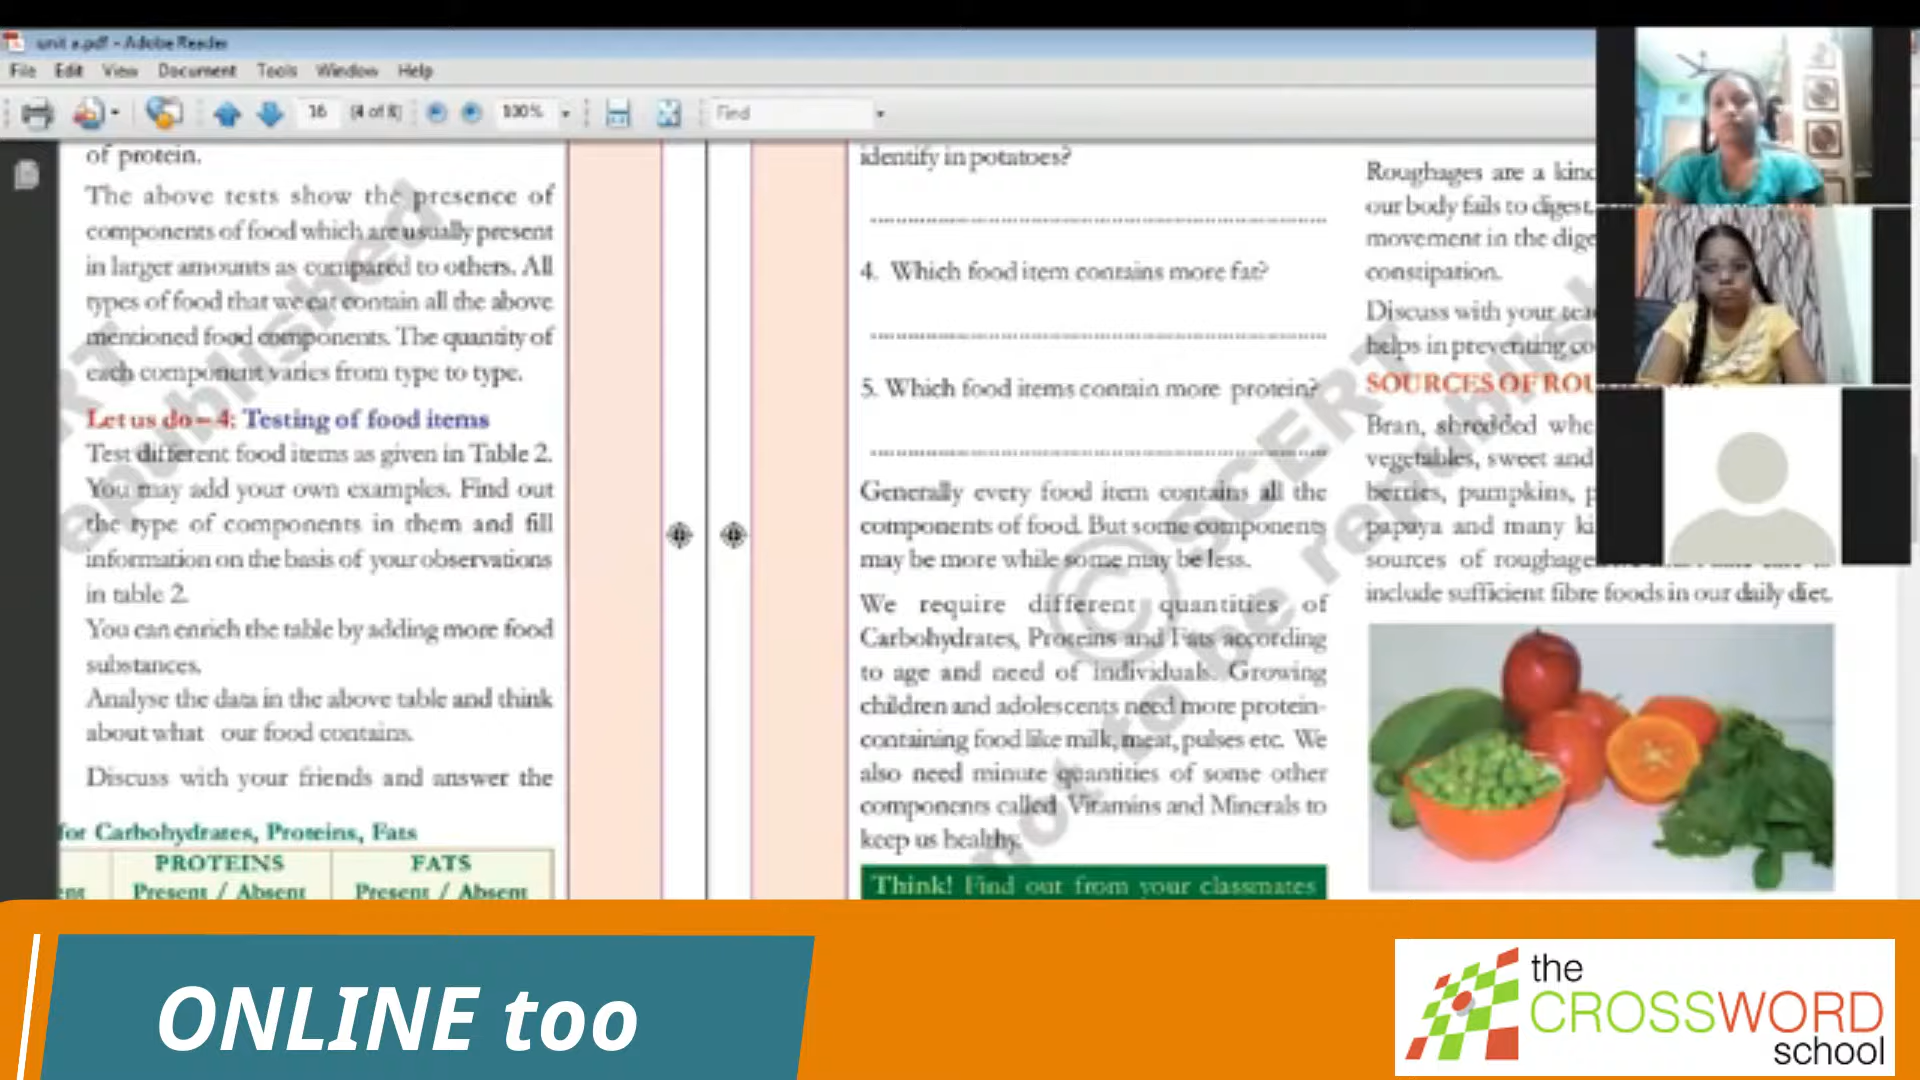 unit a.pdf - Adobe Reader
File Edit View Document Tools Window Help
16 (4 of 8) 100% Find
of protein.
The above tests show the presence of
components of food which are usually present
in larger amounts as compared to others. All
types of food that we eat contain all the above
mentioned food components. The quantity of
each component varies from type to type.
Let us do – 4: Testing of food items
Test different food items as given in Table 2.
You may add your own examples. Find out
the type of components in them and fill
information on the basis of your observations
in table 2.
You can enrich the table by adding more food
substances.
Analyse the data in the above table and think
about what our food contains.
Discuss with your friends and answer the
for Carbohydrates, Proteins, Fats
PROTEINS FATS
Present / Absent Present / Absent
identify in potatoes?
4. Which food item contains more fat?
5. Which food items contain more protein?
Generally every food item contains all the
components of food. But some components
may be more while some may be less.
We require different quantities of
Carbohydrates, Proteins and Fats according
to age and need of individuals. Growing
children and adolescents need more protein-
containing food like milk, meat, pulses etc. We
also need minute quantities of some other
components called Vitamins and Minerals to
keep us healthy.
Think! Find out from your classmates
Roughages are a kind
our body fails to digest.
movement in the dige
constipation.
Discuss with your tea
helps in preventing co
SOURCES OF ROU
Bran, shredded whe
vegetables, sweet and
berries, pumpkins, p
papaya and many ki
sources of roughage
include sufficient fibre foods in our daily diet.
© SCERT
not to be republished
ONLINE too
the
CROSSWORD
school